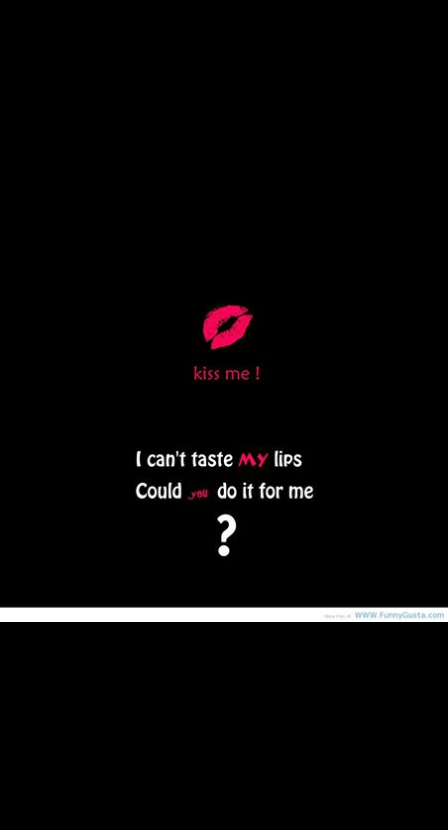 kiss me !
I can't taste MY lips
Could you do it for me
?
WWW.FunnyGusta.com